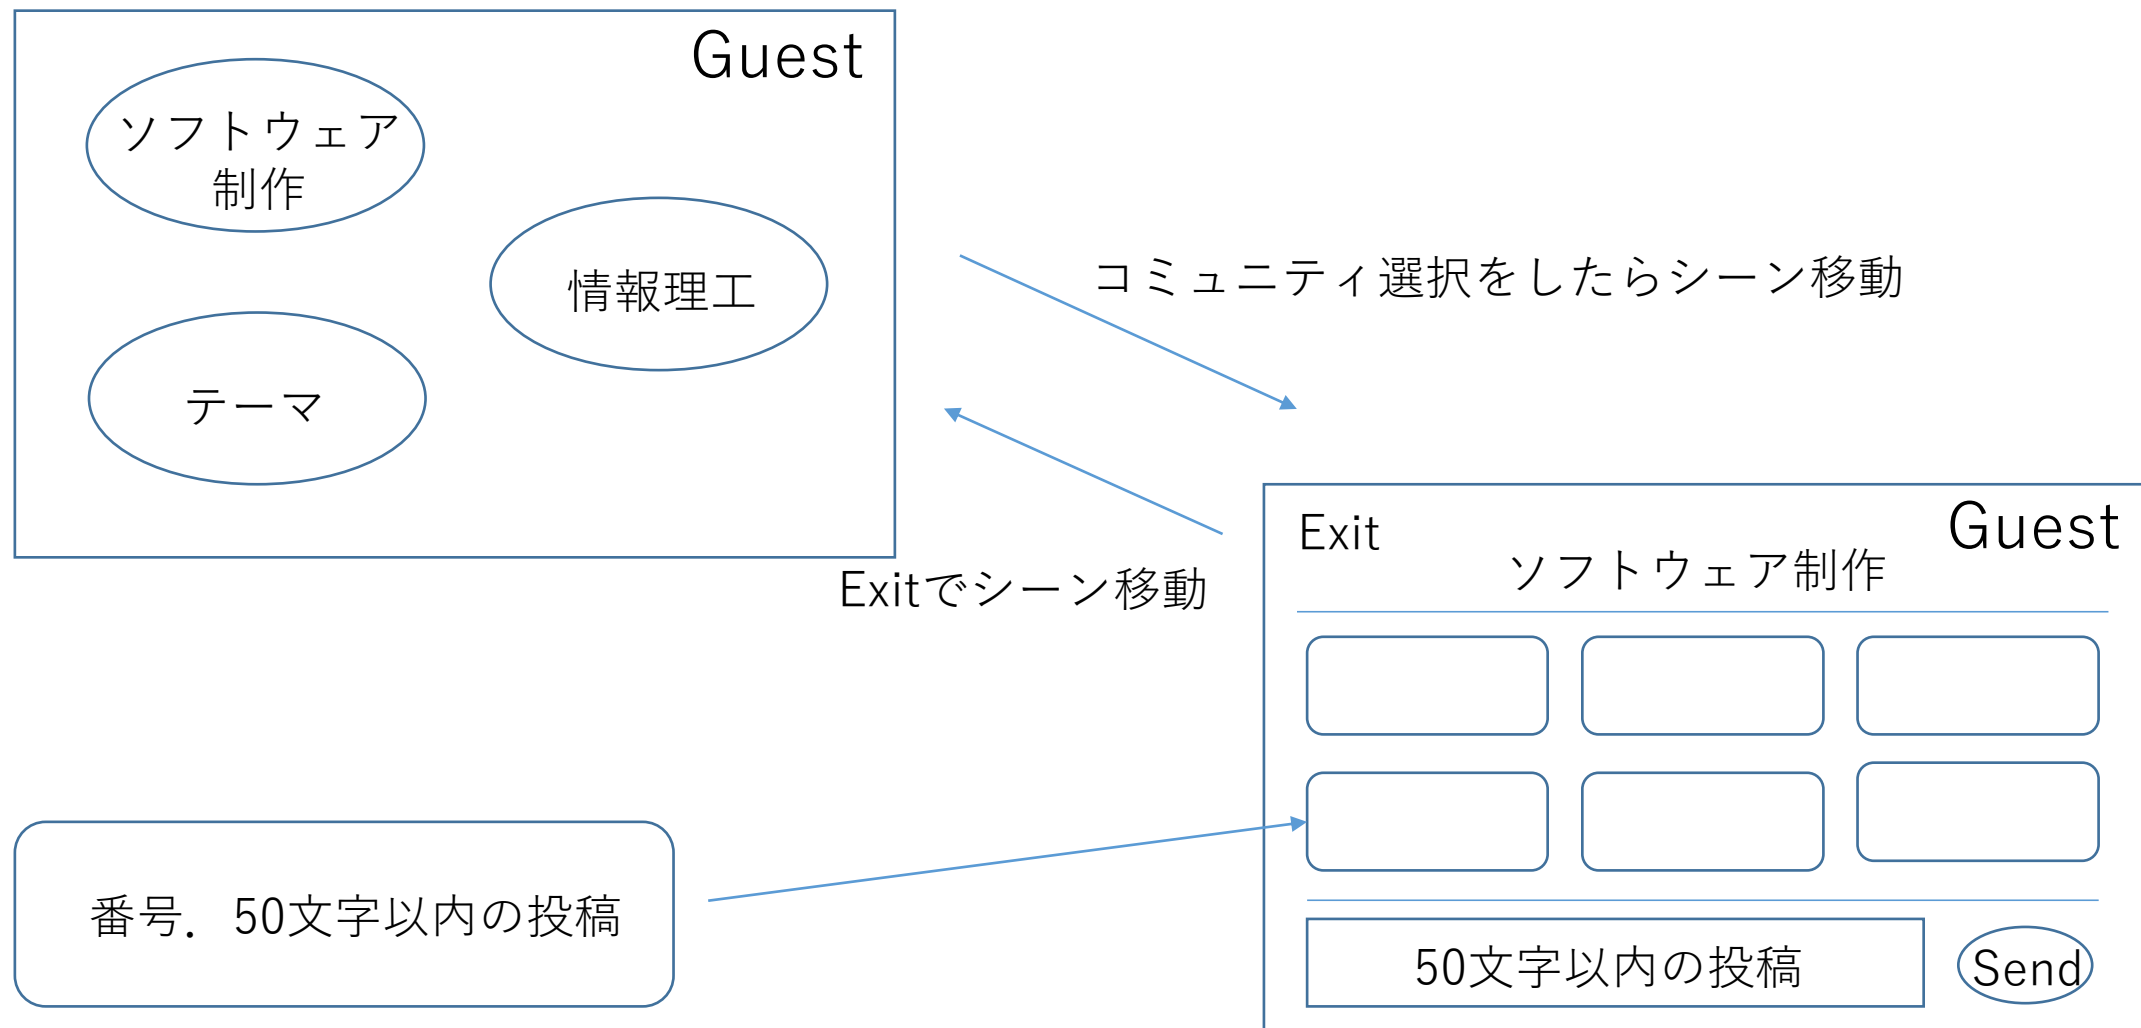 Guest
ソフトウェア
制作
情報理工
テーマ
コミュニティ選択をしたらシーン移動
Exitでシーン移動
Exit
Guest
ソフトウェア制作
番号．50文字以内の投稿
50文字以内の投稿
Send